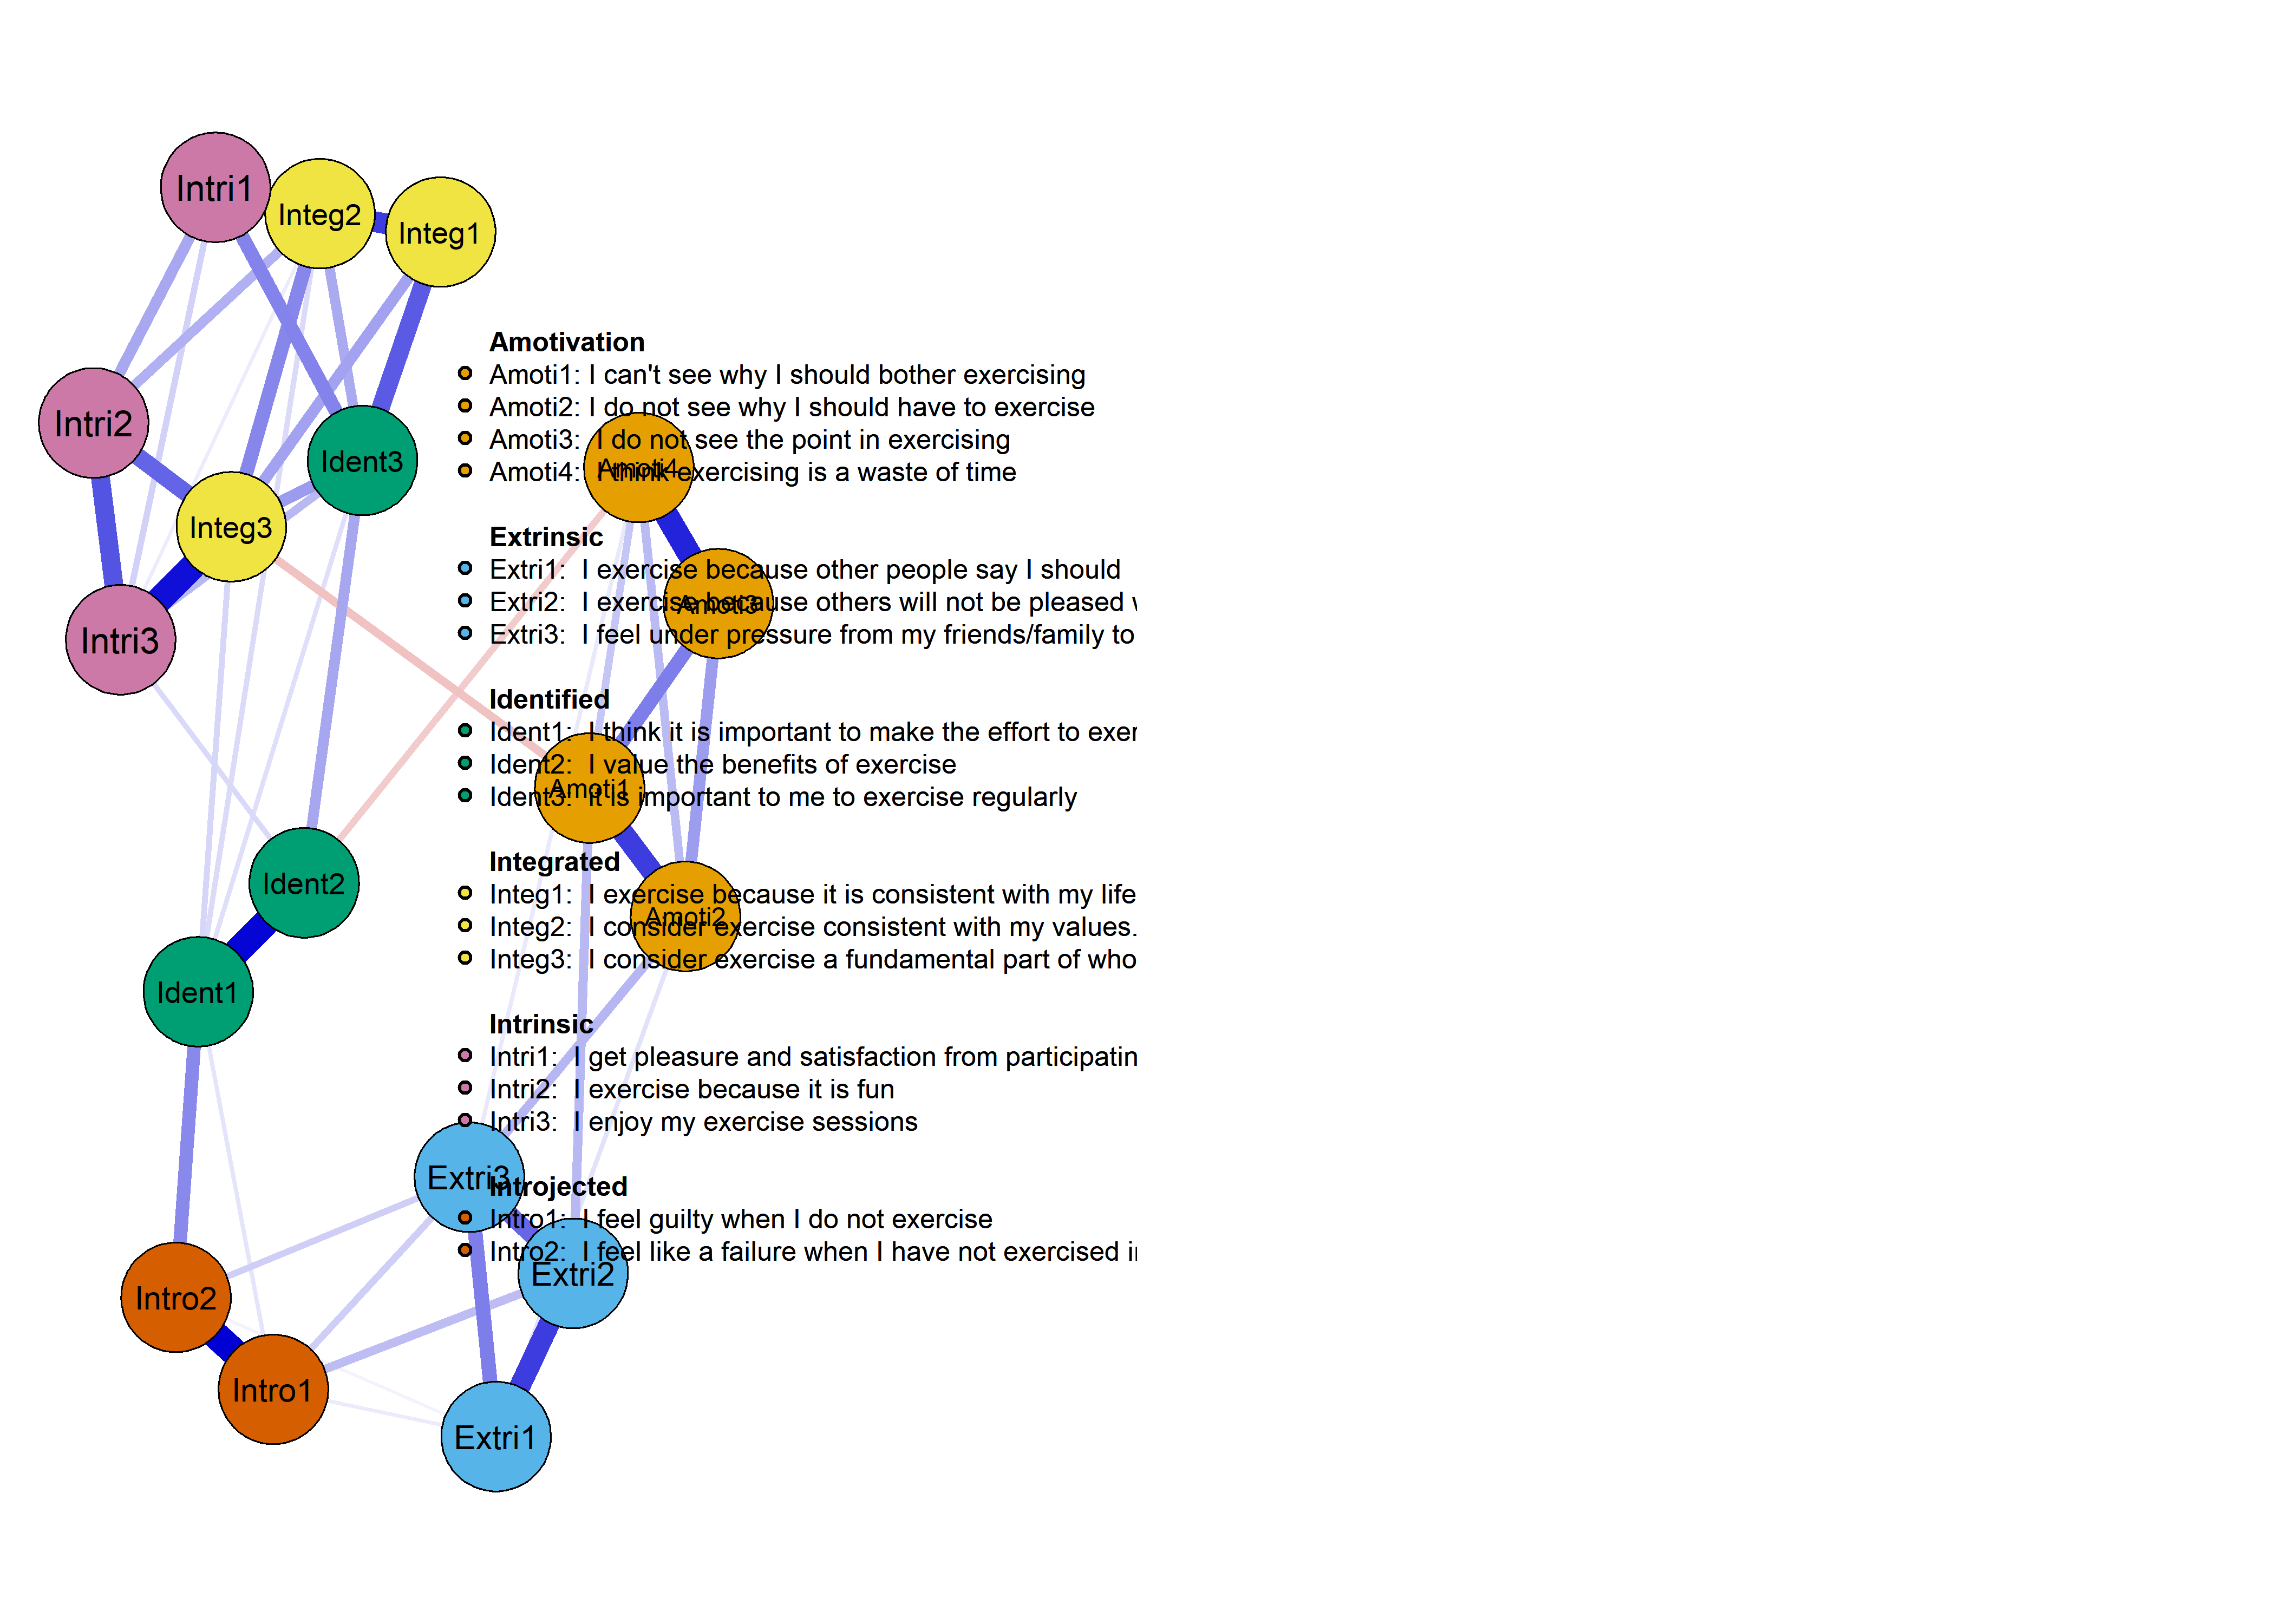 Intri1
Integ2
Integ1
Intri2
Ident3
Integ3
Intri3
Ident2
Ident1
Intro2
Intro1
Amoti4
Amoti3
Amoti1
Amoti2
Extri3
Extri2
Extri1
Amotivation
Amoti1: I can't see why I should bother exercising
Amoti2: I do not see why I should have to exercise
Amoti3: I do not see the point in exercising
Amoti4: I think exercising is a waste of time
Extrinsic
Extri1: I exercise because other people say I should
Extri2: I exercise because others will not be pleased
Extri3: I feel under pressure from my friends/family to
Identified
Ident1: I think it is important to make the effort to
Ident2: I value the benefits of exercise
Ident3: It is important to me to exercise regularly
Integrated
Integ1: I exercise because it is consistent with my life
Integ2: I consider exercise consistent with my values.
Integ3: I consider exercise a fundamental part of who
Intrinsic
Intri1: I get pleasure and satisfaction from participatin
Intri2: I exercise because it is fun
Intri3: I enjoy my exercise sessions
Introjected
Intro1: I feel guilty when I do not exercise
Intro2: I feel like a failure when I have not exercised